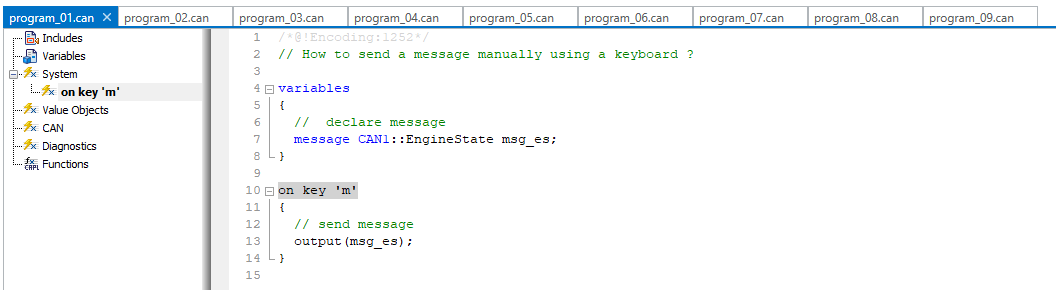 program_01.can program_02.can program_03.can program_04.can program_05.can program_06.can program_07.can program_08.can program_09.can
Includes
Variables
System
on key 'm'
Value Objects
CAN
Diagnostics
Functions
1 /*@!Encoding:1252*/
2 // How to send a message manually using a keyboard ?
3
4 variables
5 {
6 //  declare message
7 message CAN1::EngineState msg_es;
8 }
9
10 on key 'm'
11 {
12 // send message
13 output(msg_es);
14 }
15